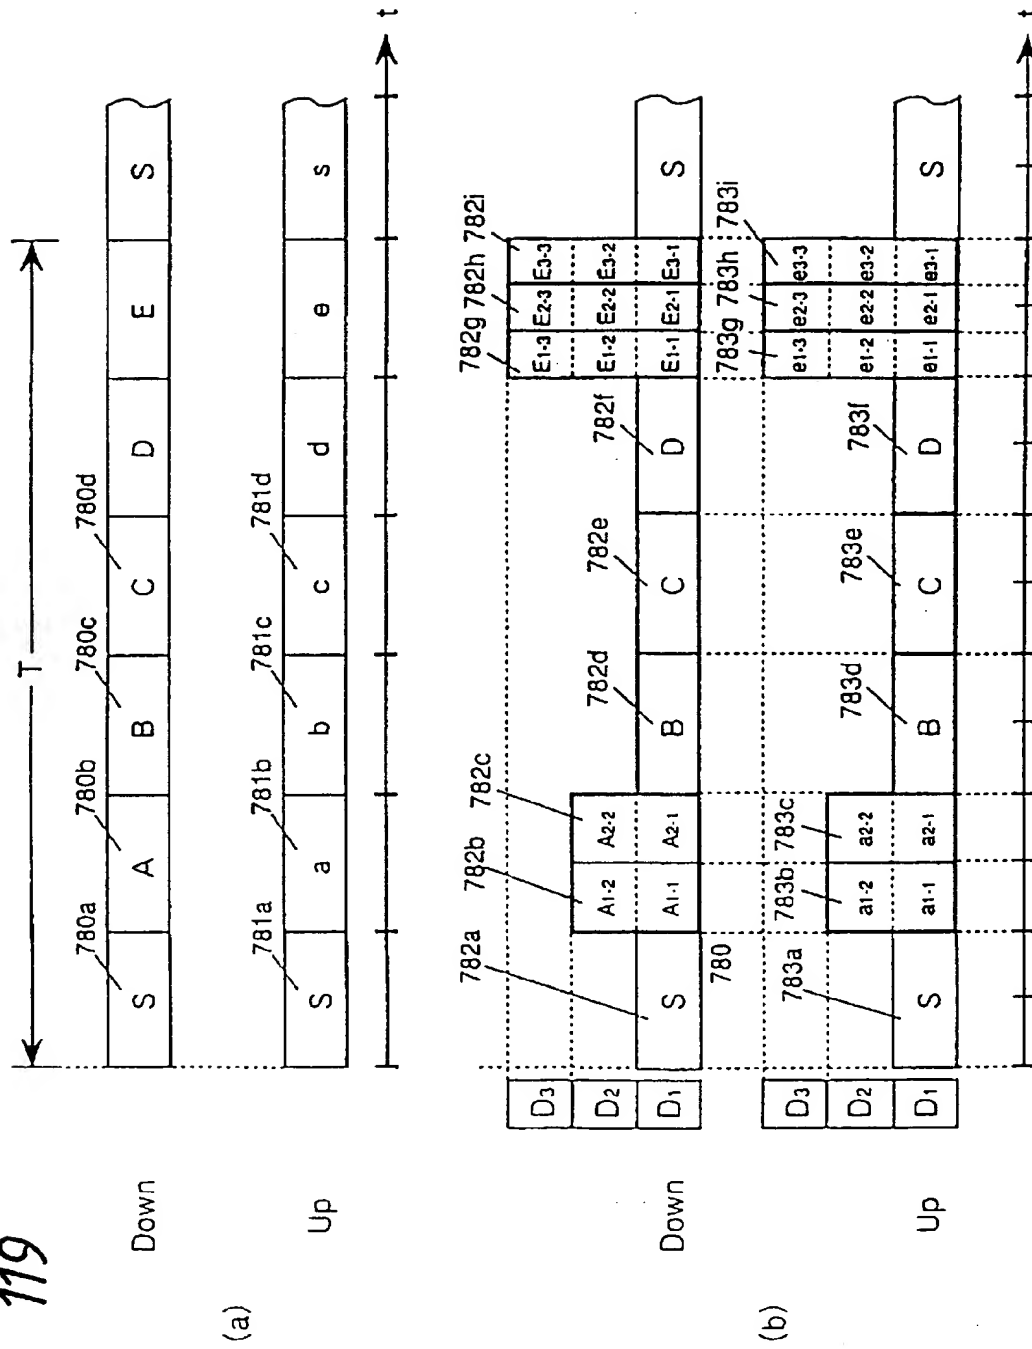 119
T
780a 780b 780c 780d
Down S A B C D E S
781a 781b 781c 781d
Up S a b c d e s
t
(a)
782g 782h 782i
D3 E1-3 E2-3 E3-3
782a 782b 782c 782d 782e 782f
D2 A1-2 A2-2 E1-2 E2-2 E3-2
Down D1 S A1-1 A2-1 B C D E1-1 E2-1 E3-1 S
780
783g 783h 783i
D3 e1-3 e2-3 e3-3
783a 783b 783c 783d 783e 783f
D2 a1-2 a2-2 e1-2 e2-2 e3-2
Up D1 S a1-1 a2-1 B C D e1-1 e2-1 e3-1 S
t
(b)